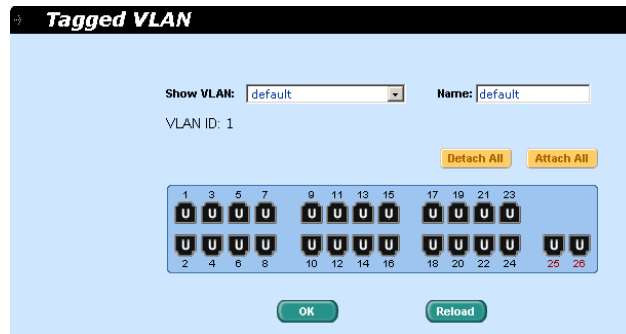 Tagged VLAN
Show VLAN: default Name: default
VLAN ID: 1
Detach All Attach All
1 3 5 7 9 11 13 15 17 19 21 23
U U U U U U U U U U U U
U U U U U U U U U U U U U U
2 4 6 8 10 12 14 16 18 20 22 24 25 26
OK Reload